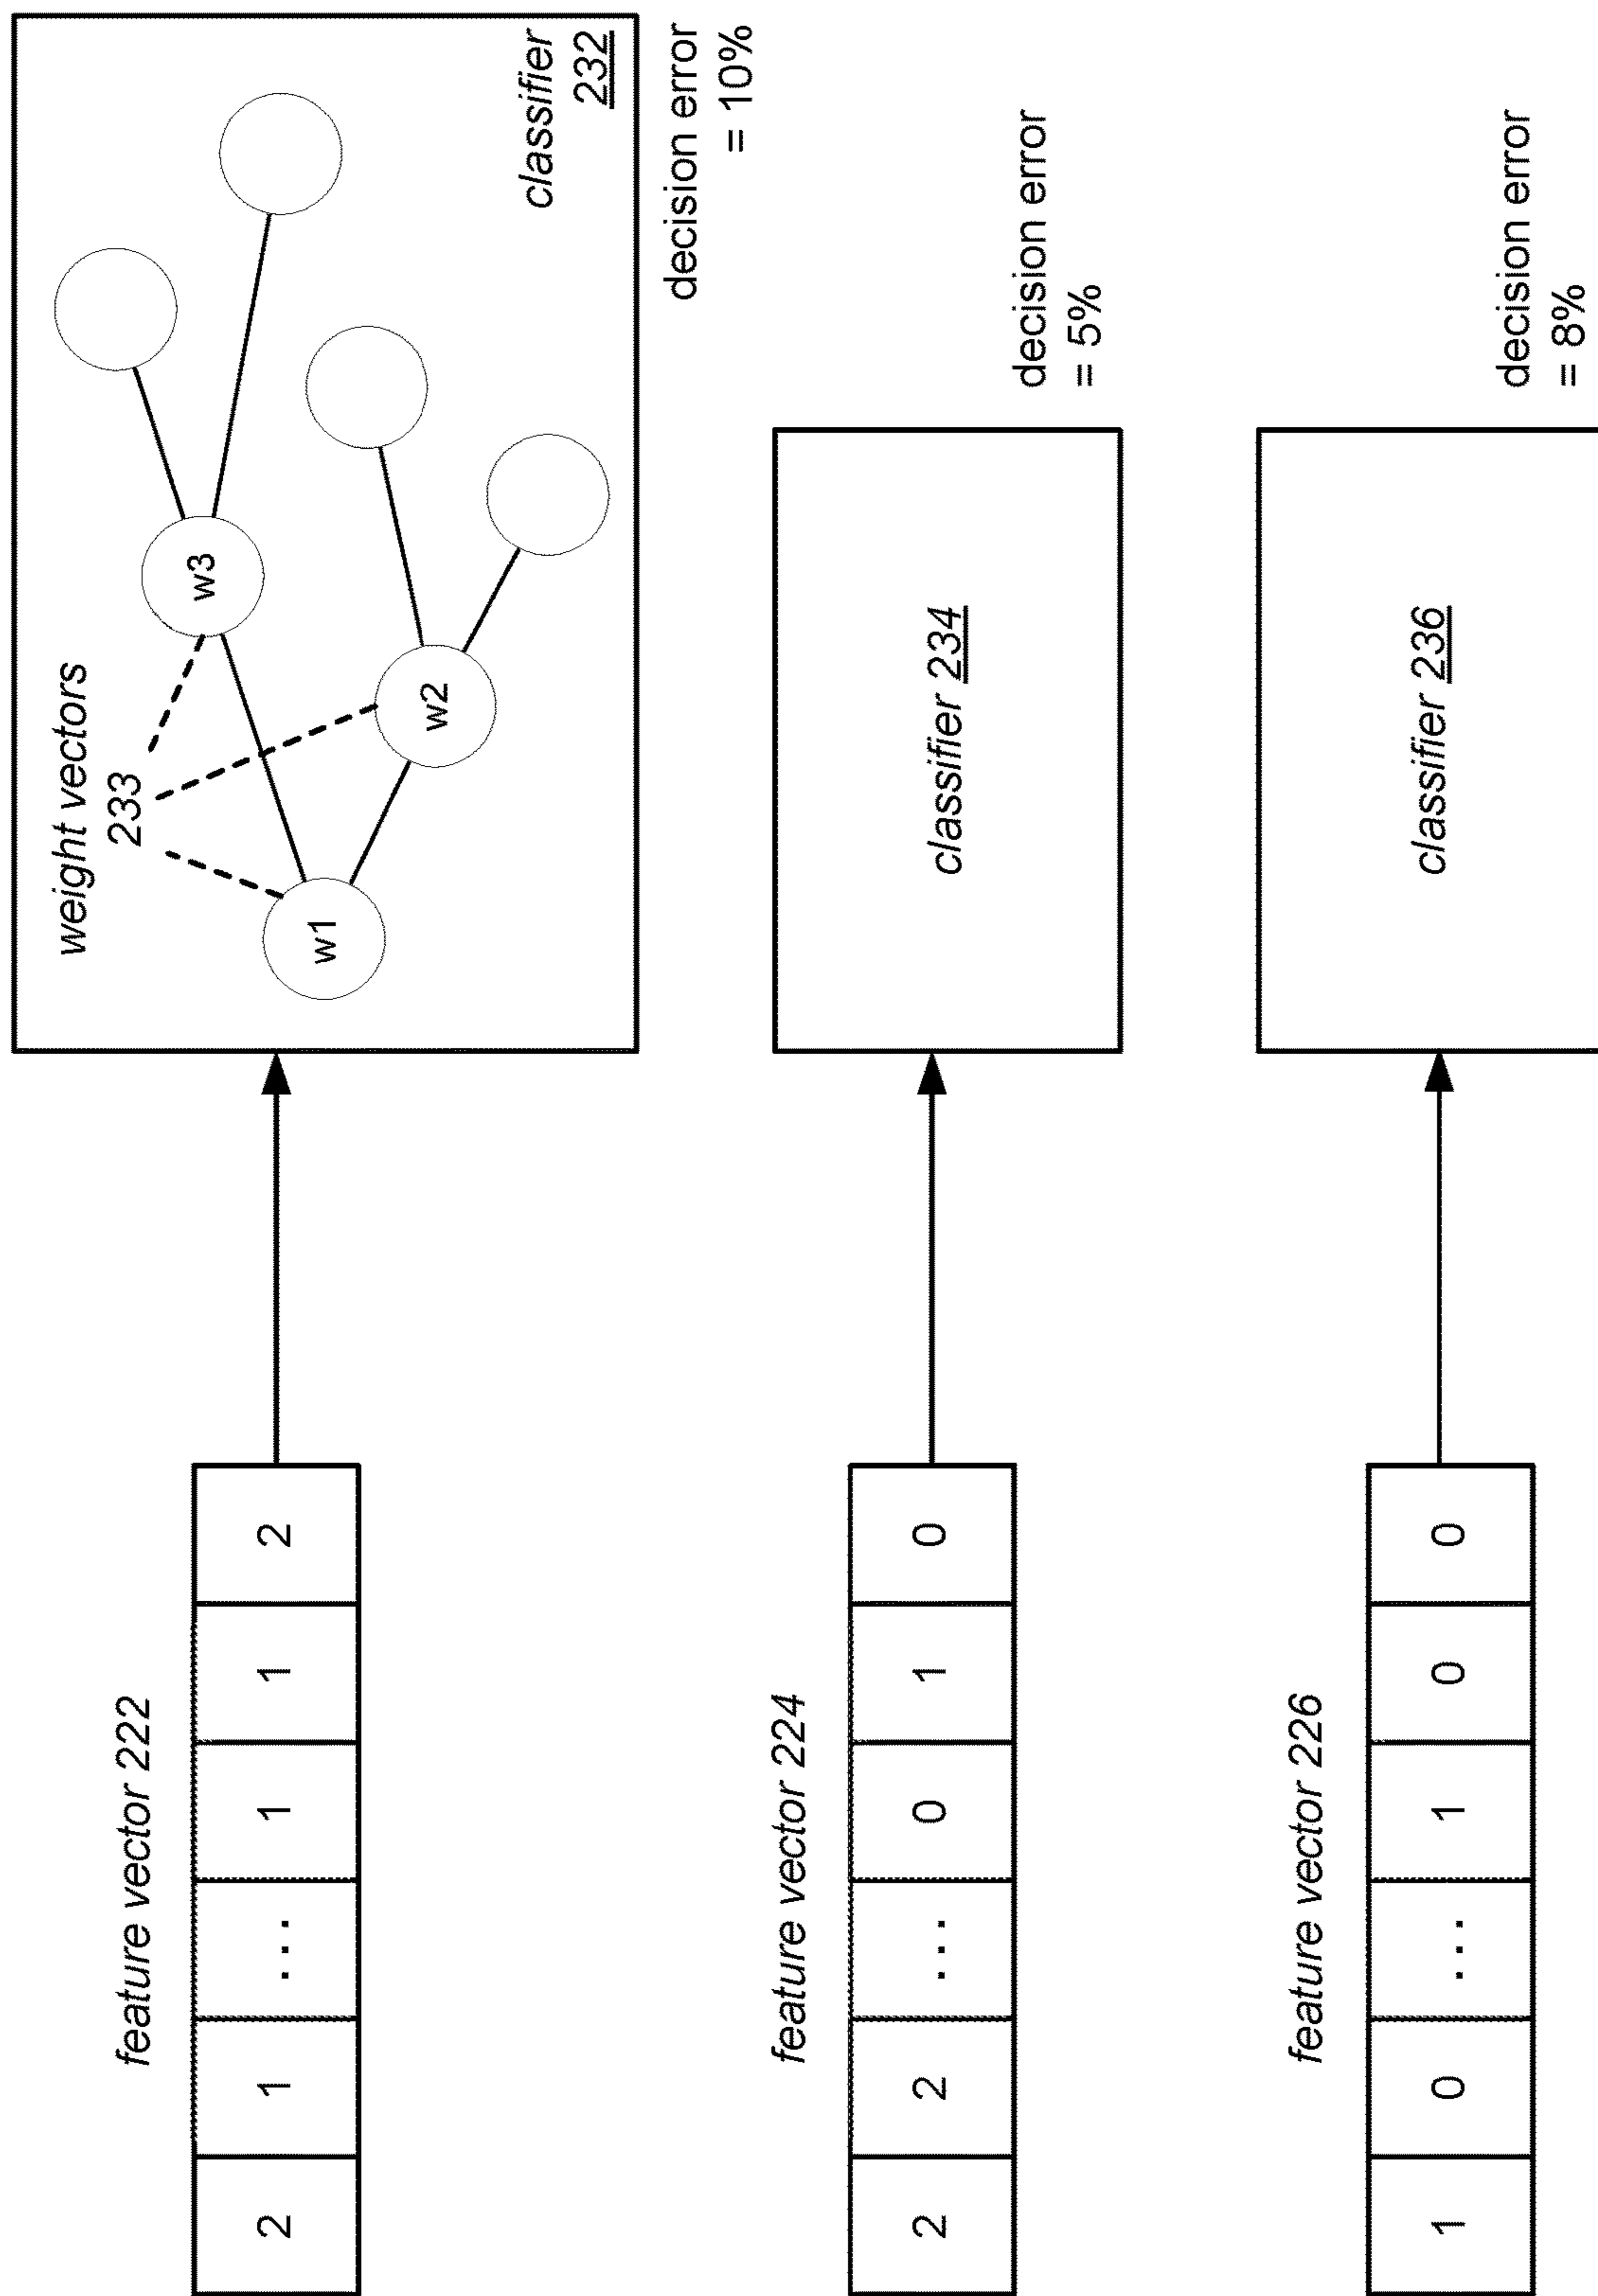 feature vector 222
2
1
...
1
1
2
weight vectors
233
w1
w2
w3
classifier
232
decision error
= 10%
feature vector 224
2
2
...
0
1
0
classifier 234
decision error
= 5%
feature vector 226
1
0
...
1
0
0
classifier 236
decision error
= 8%